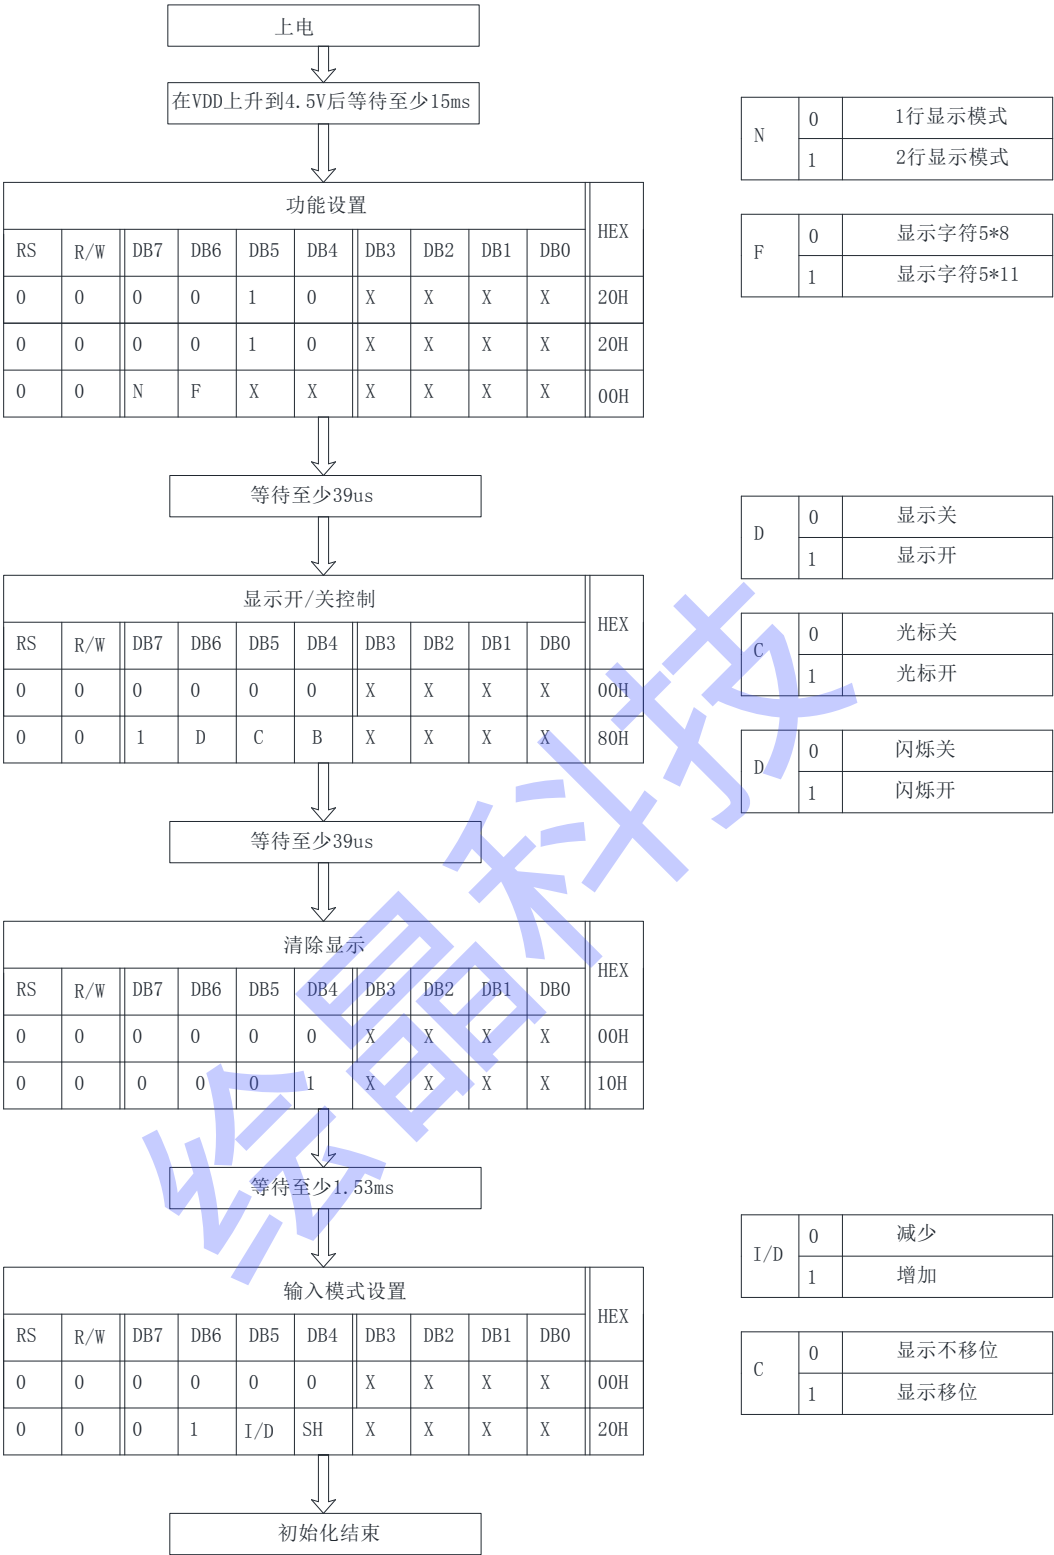 上电
在VDD上升到4.5V后等待至少15ms
N 0 1行显示模式
1 2行显示模式
F 0 显示字符5*8
1 显示字符5*11
功能设置 HEX
RS R/W DB7 DB6 DB5 DB4 DB3 DB2 DB1 DB0
0 0 0 0 1 0 X X X X 20H
0 0 0 0 1 0 X X X X 20H
0 0 N F X X X X X X 00H
等待至少39us
D 0 显示关
1 显示开
C 0 光标关
1 光标开
D 0 闪烁关
1 闪烁开
显示开/关控制 HEX
RS R/W DB7 DB6 DB5 DB4 DB3 DB2 DB1 DB0
0 0 0 0 0 0 X X X X 00H
0 0 1 D C B X X X X 80H
等待至少39us
清除显示 HEX
RS R/W DB7 DB6 DB5 DB4 DB3 DB2 DB1 DB0
0 0 0 0 0 0 X X X X 00H
0 0 0 0 0 1 X X X X 10H
等待至少1.53ms
I/D 0 减少
1 增加
C 0 显示不移位
1 显示移位
输入模式设置 HEX
RS R/W DB7 DB6 DB5 DB4 DB3 DB2 DB1 DB0
0 0 0 0 0 0 X X X X 00H
0 0 0 1 I/D SH X X X X 20H
初始化结束
绘晶科技